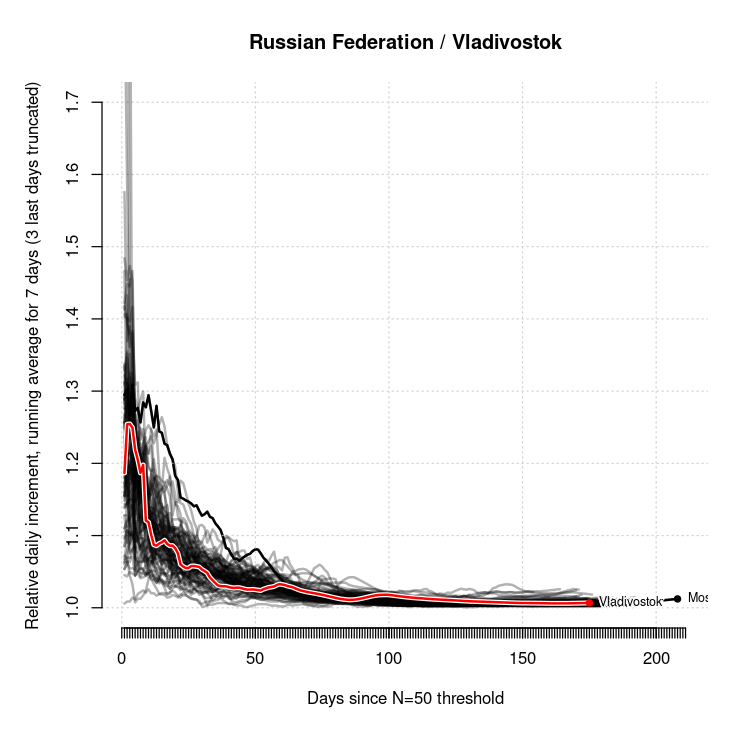 Russian Federation / Vladivostok
Relative daily increment, running average for 7 days (3 last days truncated)
1.7
1.6
1.5
1.4
1.3
1.2
1.1
1.0
Vladivostok
Mos
0 50 100 150 200
Days since N=50 threshold